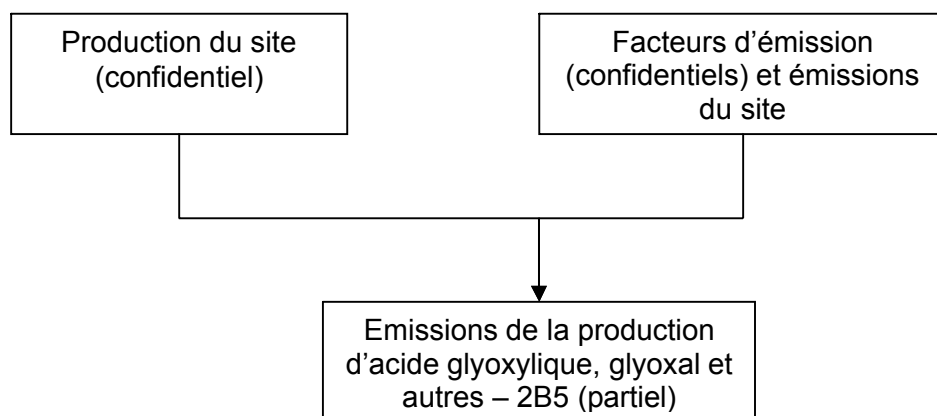 Production du site
(confidentiel)
Facteurs d’émission
(confidentiels) et émissions
du site
Emissions de la production
d’acide glyoxylique, glyoxal et
autres – 2B5 (partiel)